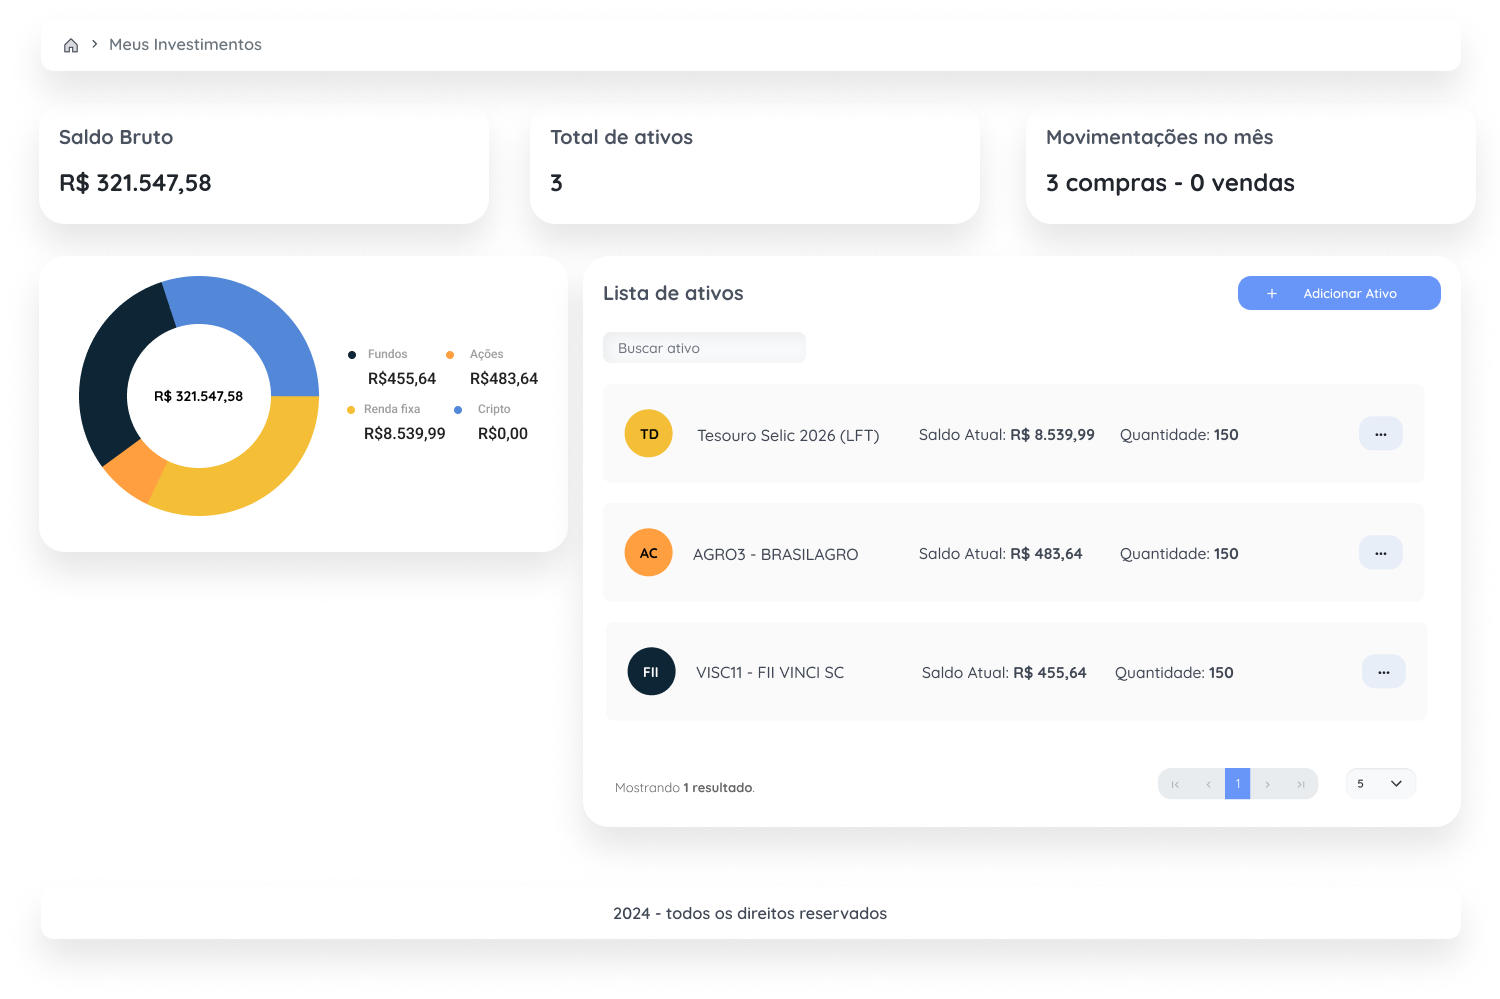 Meus Investimentos
Saldo Bruto
R$ 321.547,58
Total de ativos
3
Movimentações no mês
3 compras - 0 vendas
R$ 321.547,58
Fundos
R$455,64
Ações
R$483,64
Renda fixa
R$8.539,99
Cripto
R$0,00
Lista de ativos
+ Adicionar Ativo
Buscar ativo
TD Tesouro Selic 2026 (LFT) Saldo Atual: R$ 8.539,99 Quantidade: 150 ...
AC AGRO3 - BRASILAGRO Saldo Atual: R$ 483,64 Quantidade: 150 ...
FII VISC11 - FII VINCI SC Saldo Atual: R$ 455,64 Quantidade: 150 ...
Mostrando 1 resultado.
1
5
2024 - todos os direitos reservados